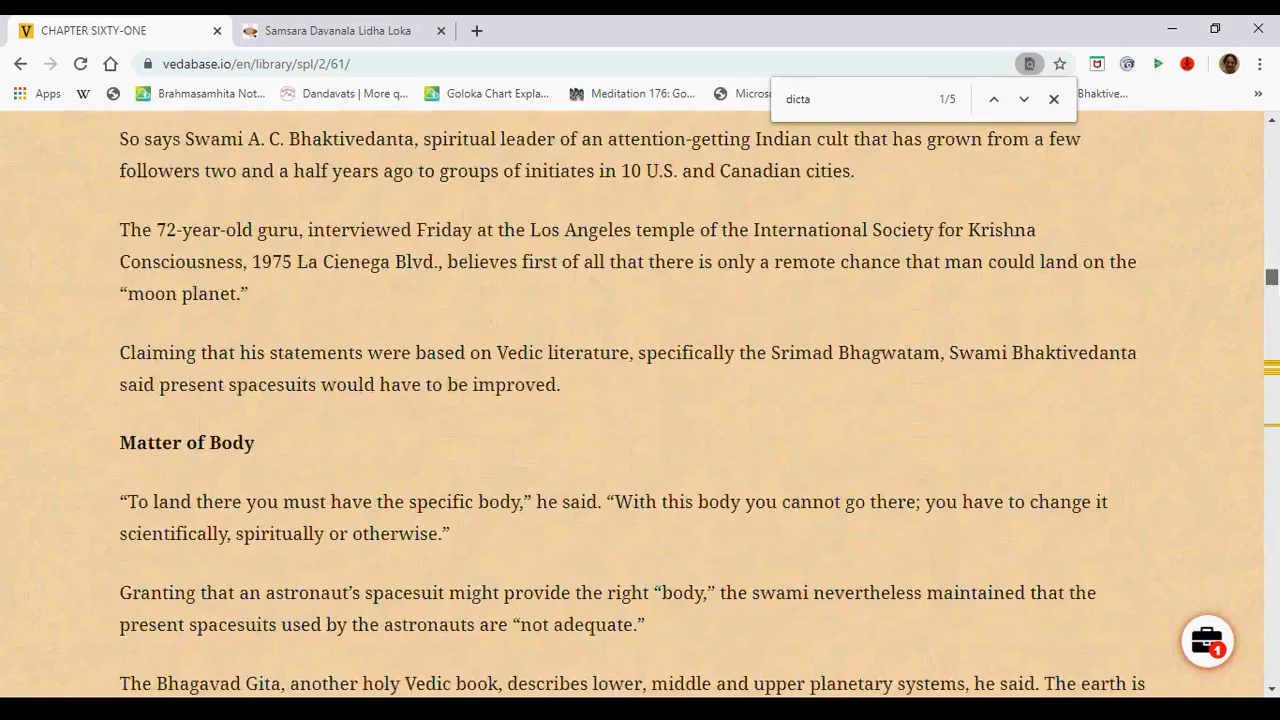 CHAPTER SIXTY-ONE
Samsara Davanala Lidha Loka
vedabase.io/en/library/spl/2/61/
Apps
W
Brahmasamhita Not...
Dandavats | More q...
Goloka Chart Expla...
Meditation 176: Go...
Microso
Bhaktive...
dicta 1/5
So says Swami A. C. Bhaktivedanta, spiritual leader of an attention-getting Indian cult that has grown from a few
followers two and a half years ago to groups of initiates in 10 U.S. and Canadian cities.
The 72-year-old guru, interviewed Friday at the Los Angeles temple of the International Society for Krishna
Consciousness, 1975 La Cienega Blvd., believes first of all that there is only a remote chance that man could land on the
“moon planet.”
Claiming that his statements were based on Vedic literature, specifically the Srimad Bhagwatam, Swami Bhaktivedanta
said present spacesuits would have to be improved.
Matter of Body
“To land there you must have the specific body,” he said. “With this body you cannot go there; you have to change it
scientifically, spiritually or otherwise.”
Granting that an astronaut’s spacesuit might provide the right “body,” the swami nevertheless maintained that the
present spacesuits used by the astronauts are “not adequate.”
1
The Bhagavad Gita, another holy Vedic book, describes lower, middle and upper planetary systems, he said. The earth is